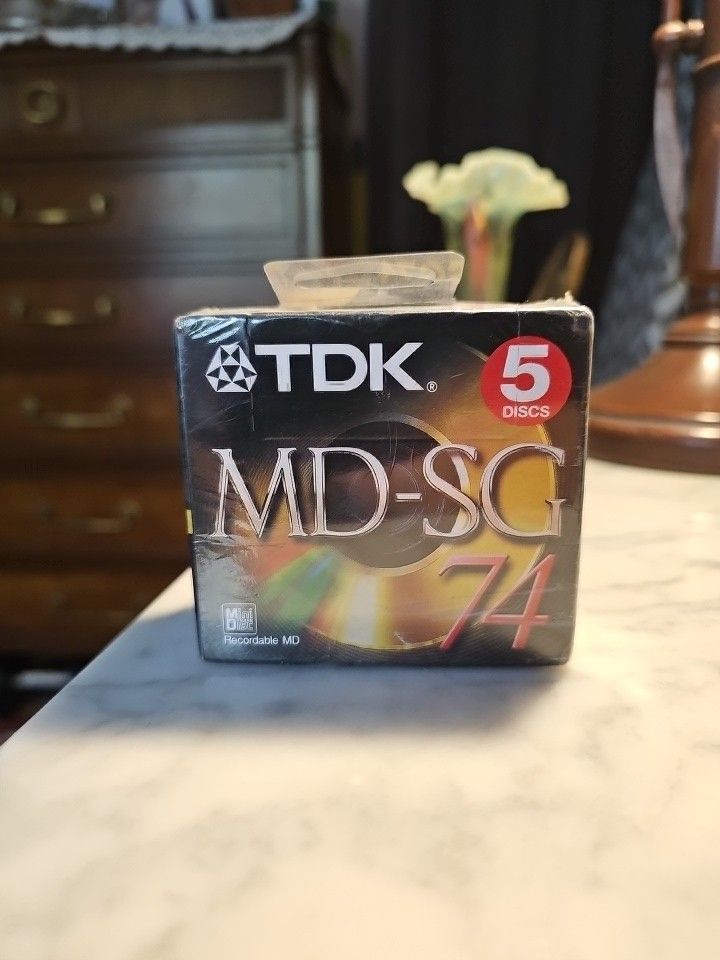 TDK®
5
DISCS
MD-SG
74
Mini
Disc
Recordable MD